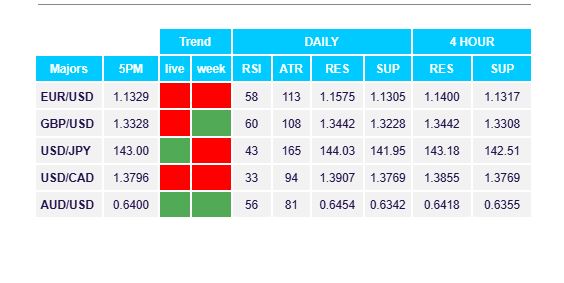 Trend DAILY 4 HOUR
Majors 5PM live week RSI ATR RES SUP RES SUP
EUR/USD 1.1329 58 113 1.1575 1.1305 1.1400 1.1317
GBP/USD 1.3328 60 108 1.3442 1.3228 1.3442 1.3308
USD/JPY 143.00 43 165 144.03 141.95 143.18 142.51
USD/CAD 1.3796 33 94 1.3907 1.3769 1.3855 1.3769
AUD/USD 0.6400 56 81 0.6454 0.6342 0.6418 0.6355